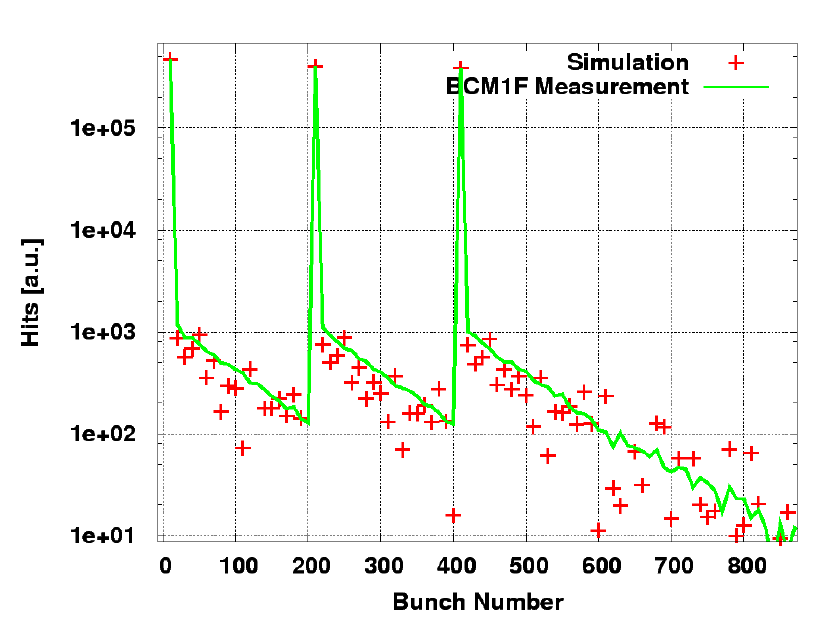 Simulation
BCM1F Measurement
1e+05
1e+04
1e+03
1e+02
1e+01
Hits [a.u.]
0 100 200 300 400 500 600 700 800
Bunch Number